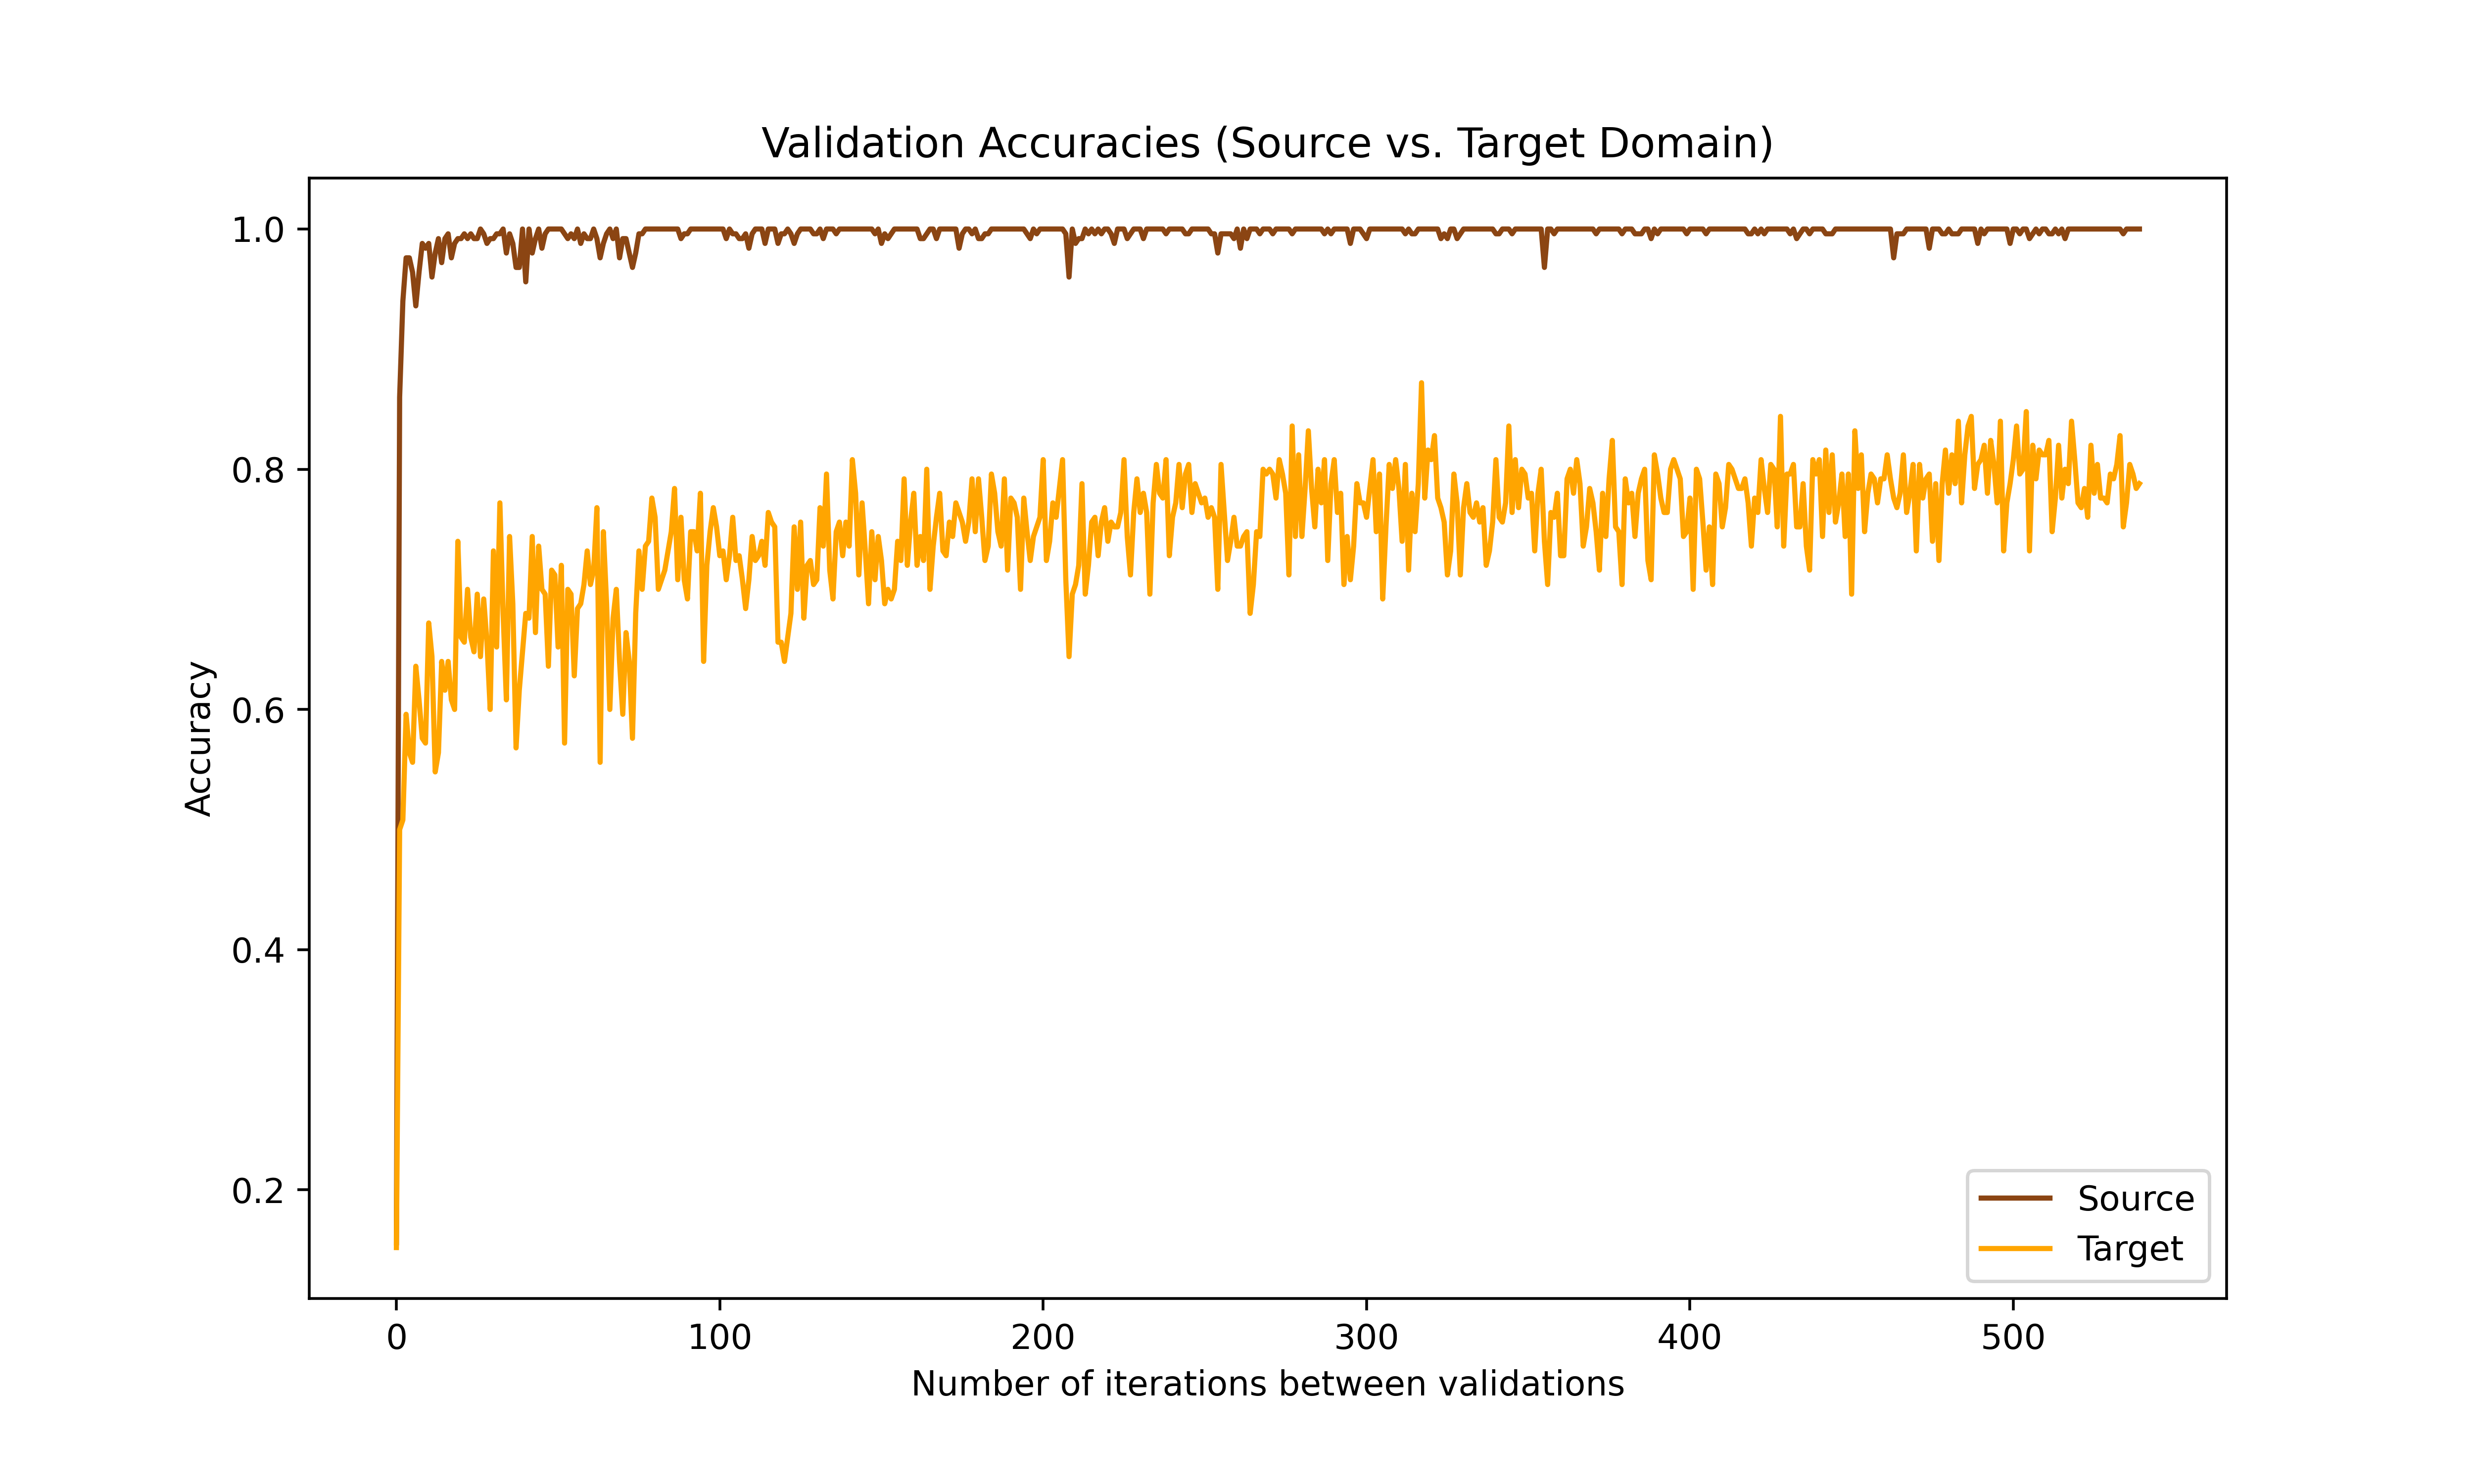 Validation Accuracies (Source vs. Target Domain)
1.0
0.8
0.6
0.4
0.2
Accuracy
0 100 200 300 400 500
Number of iterations between validations
Source
Target